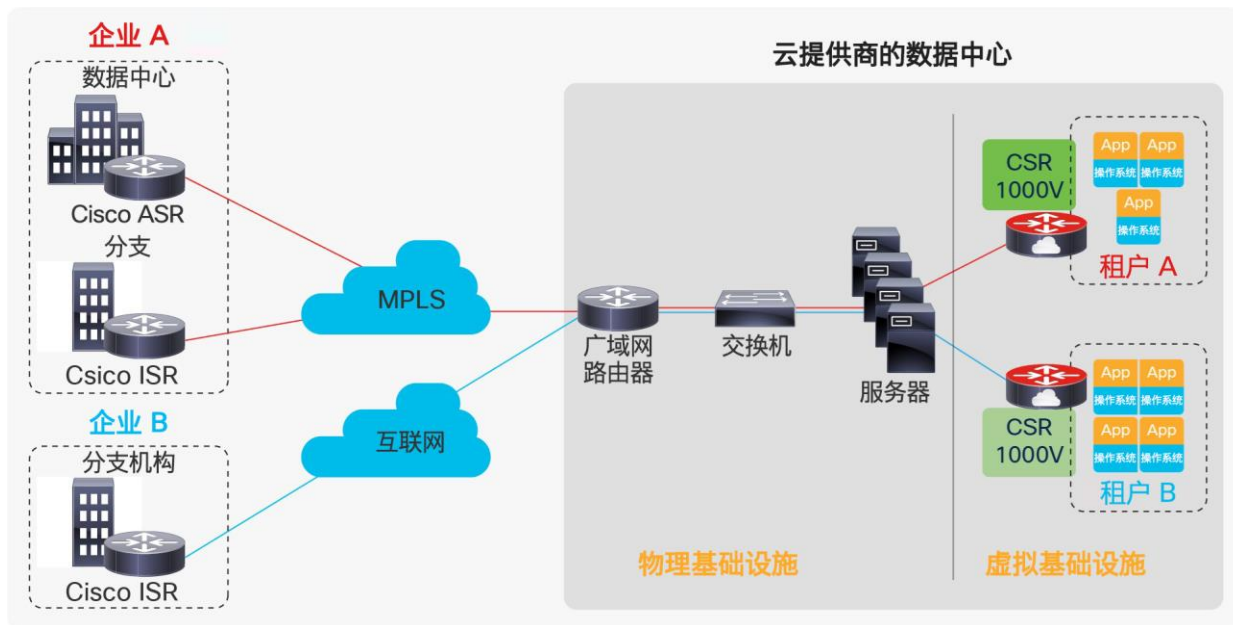 企业 A
数据中心
Cisco ASR
分支
Csico ISR
企业 B
分支机构
Cisco ISR
MPLS
互联网
云提供商的数据中心
广域网
路由器
交换机
服务器
物理基础设施
CSR
1000V
App
App
操作系统
操作系统
App
操作系统
租户 A
CSR
1000V
App
App
操作系统
操作系统
App
App
操作系统
操作系统
租户 B
虚拟基础设施